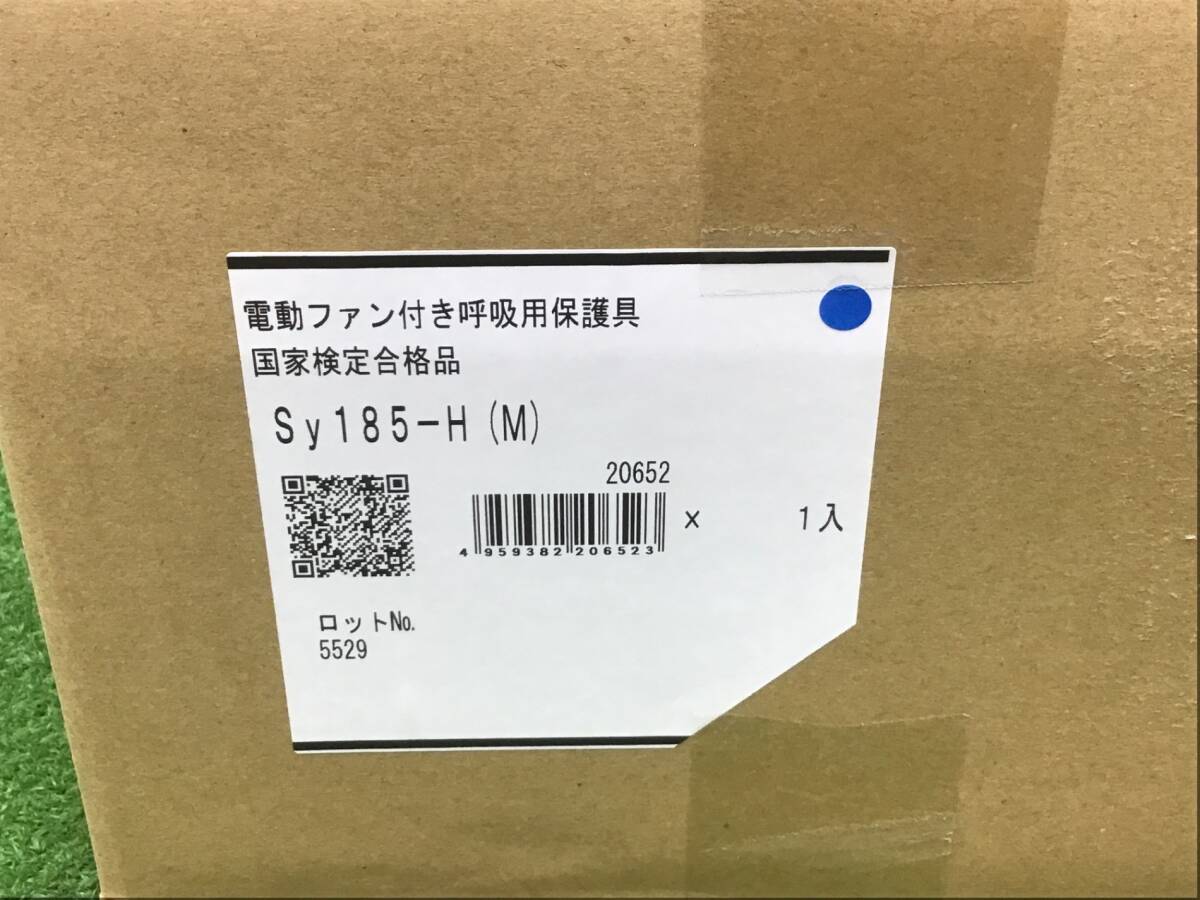 電動ファン付き呼吸用保護具
国家検定合格品
Sy185-H(M)
20652
4 959382 206523
× 1入
ロットNo.
5529